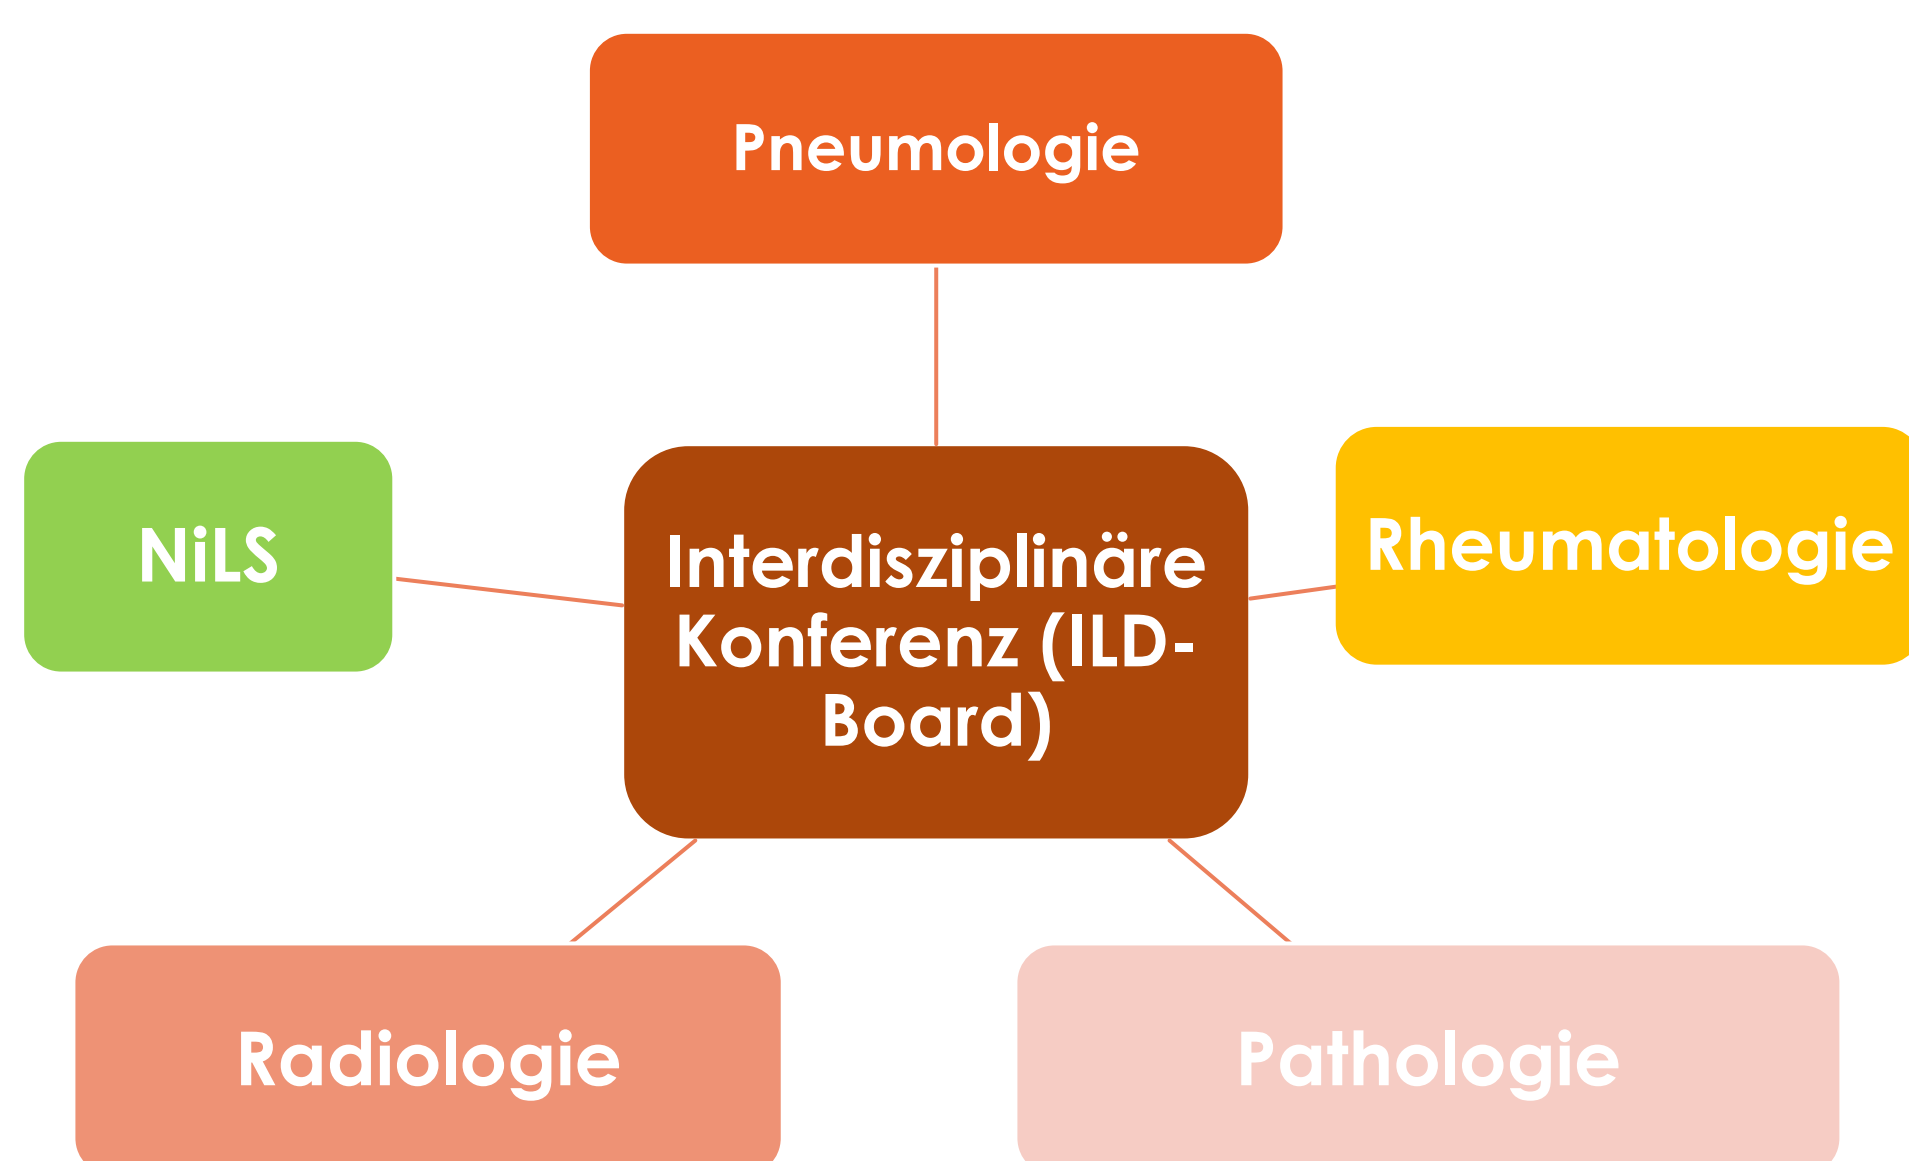 Pneumologie
NiLS
Interdisziplinäre
Konferenz (ILD-
Board)
Rheumatologie
Radiologie
Pathologie